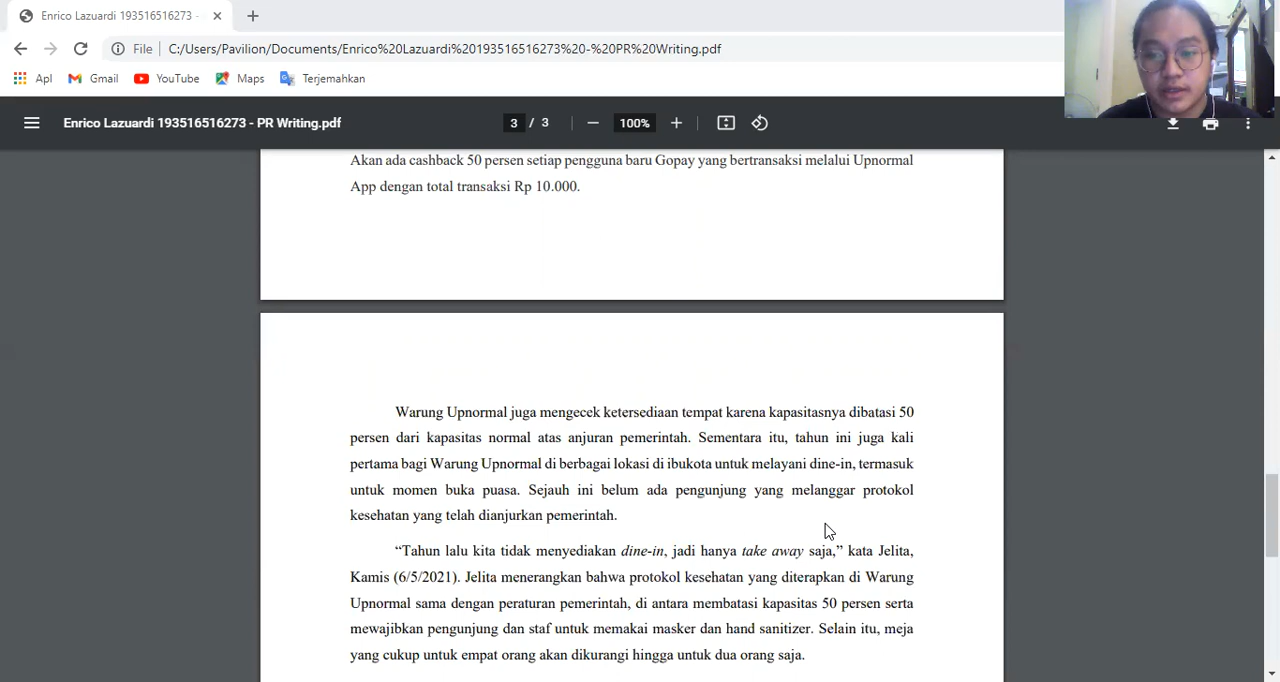 Enrico Lazuardi 193516516273 -
File
C:/Users/Pavilion/Documents/Enrico%20Lazuardi%20193516516273%20-%20PR%20Writing.pdf
Apl Gmail YouTube Maps Terjemahkan
Enrico Lazuardi 193516516273 - PR Writing.pdf
3 / 3
100%
Akan ada cashback 50 persen setiap pengguna baru Gopay yang bertransaksi melalui Upnormal
App dengan total transaksi Rp 10.000.
Warung Upnormal juga mengecek ketersediaan tempat karena kapasitasnya dibatasi 50
persen dari kapasitas normal atas anjuran pemerintah. Sementara itu, tahun ini juga kali
pertama bagi Warung Upnormal di berbagai lokasi di ibukota untuk melayani dine-in, termasuk
untuk momen buka puasa. Sejauh ini belum ada pengunjung yang melanggar protokol
kesehatan yang telah dianjurkan pemerintah.
“Tahun lalu kita tidak menyediakan dine-in, jadi hanya take away saja,” kata Jelita,
Kamis (6/5/2021). Jelita menerangkan bahwa protokol kesehatan yang diterapkan di Warung
Upnormal sama dengan peraturan pemerintah, di antara membatasi kapasitas 50 persen serta
mewajibkan pengunjung dan staf untuk memakai masker dan hand sanitizer. Selain itu, meja
yang cukup untuk empat orang akan dikurangi hingga untuk dua orang saja.